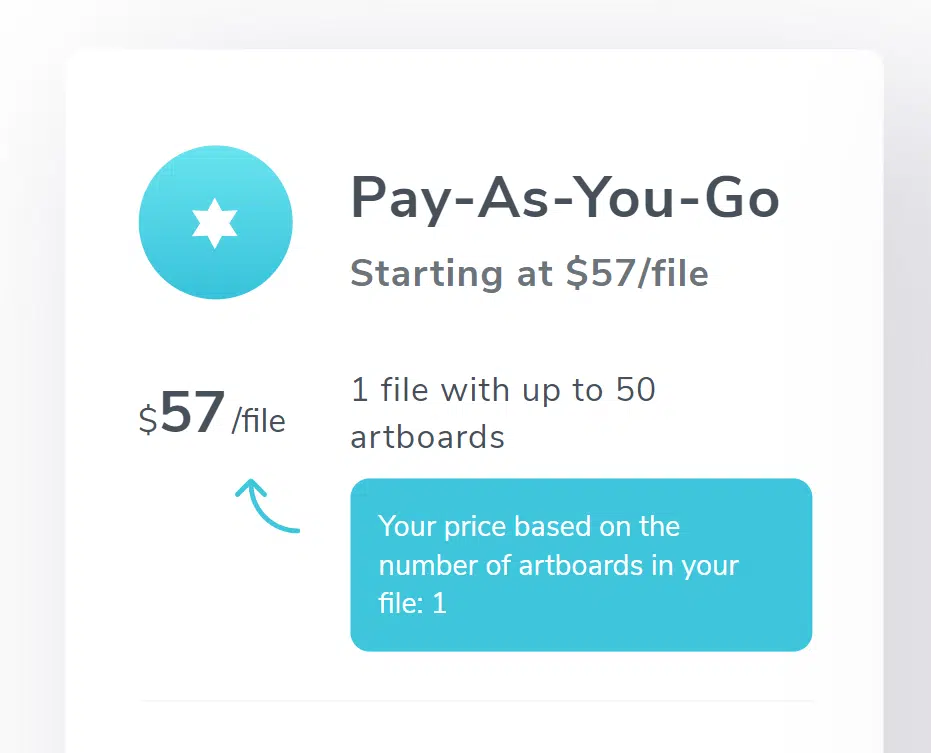 Pay-As-You-Go
Starting at $57/file
$57/file
1 file with up to 50
artboards
Your price based on the
number of artboards in your
file: 1